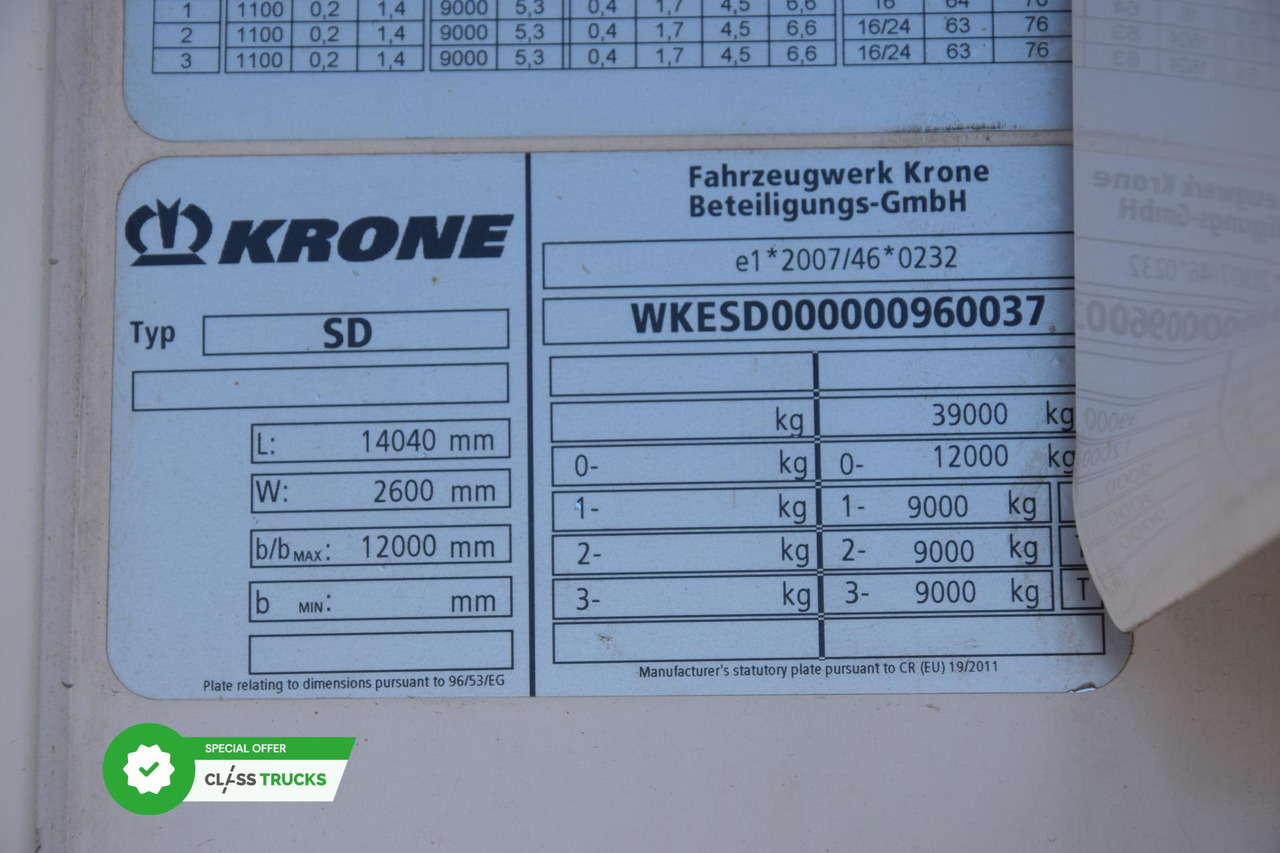 1 1100 0,2 1,4 9000 5,3 0,4 1,7 4,5 6,6 16 64 76
2 1100 0,2 1,4 9000 5,3 0,4 1,7 4,5 6,6 16/24 63 76
3 1100 0,2 1,4 9000 5,3 0,4 1,7 4,5 6,6 16/24 63 76
KRONE
Typ SD
L: 14040 mm
W: 2600 mm
b/b MAX: 12000 mm
b MIN: mm
Plate relating to dimensions pursuant to 96/53/EG
Fahrzeugwerk Krone
Beteiligungs-GmbH
e1*2007/46*0232
WKESD000000960037
kg 39000 kg
0- kg 0- 12000 kg
1- kg 1- 9000 kg
2- kg 2- 9000 kg
3- kg 3- 9000 kg T
Manufacturer's statutory plate pursuant to CR (EU) 19/2011
SPECIAL OFFER
CLASS TRUCKS